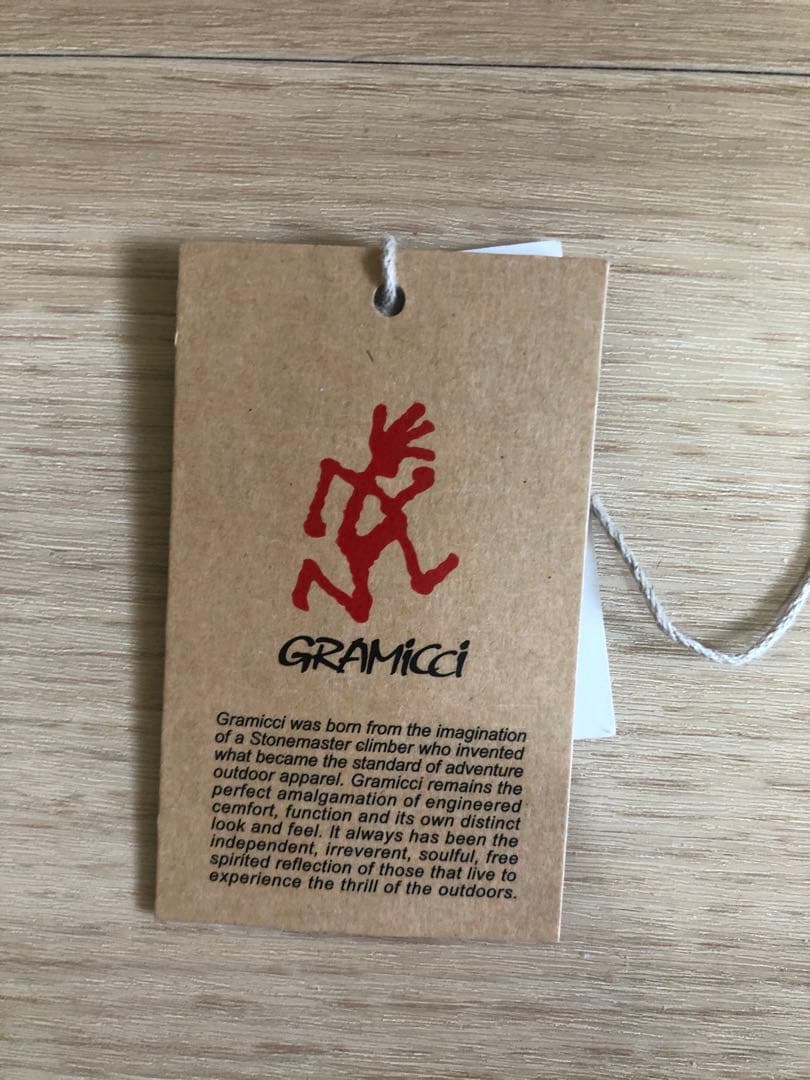 GRAMiCCi
Gramicci was born from the imagination
of a Stonemaster climber who invented
what became the standard of adventure
outdoor apparel. Gramicci remains the
perfect amalgamation of engineered
cemfort, function and its own distinct
look and feel. It always has been the
independent, irreverent, soulful, free
spirited reflection of those that live to
experience the thrill of the outdoors.